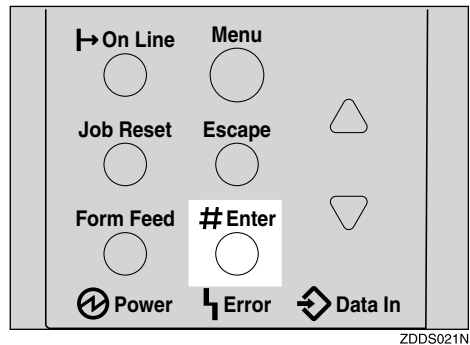 On Line Menu
Job Reset Escape
Form Feed # Enter
Power Error Data In
ZDDS021N